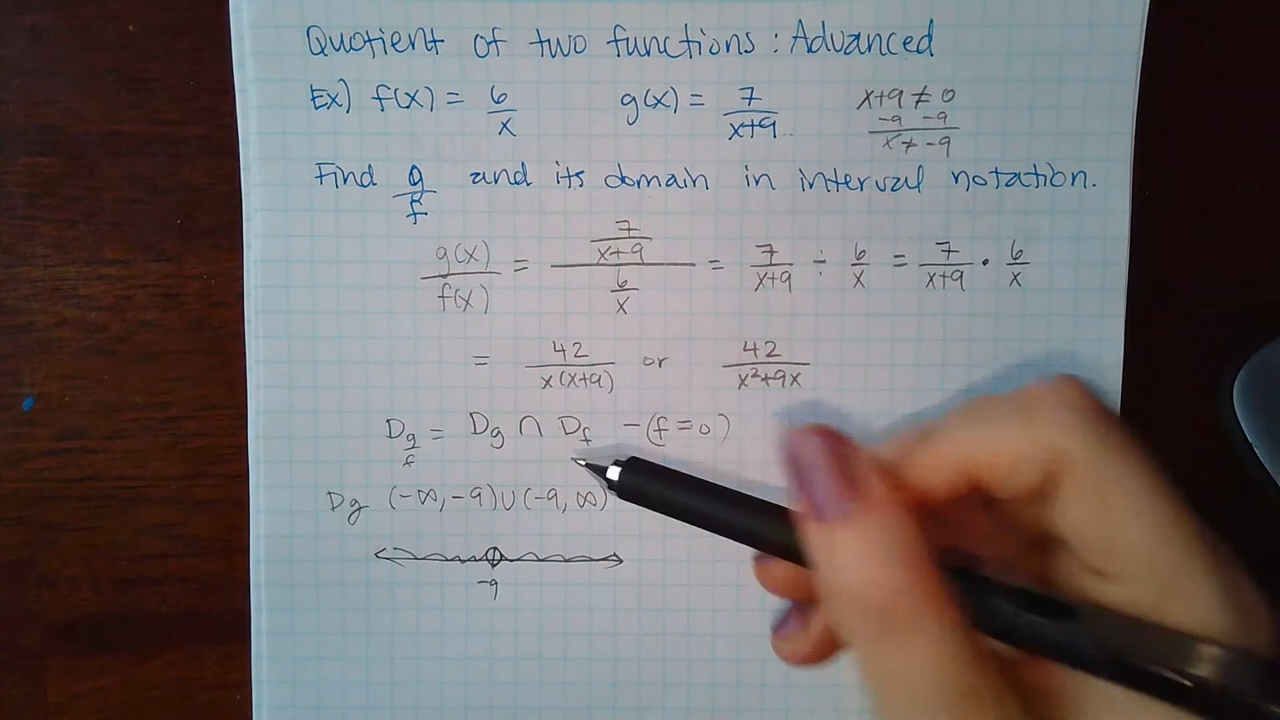 Quotient of two functions: Advanced
Ex) f(x) = 6/x g(x) = 7/(x+9) x+9 ≠ 0
-9 -9
x ≠ -9
Find g/f and its domain in interval notation.
g(x)/f(x) = (7/(x+9))/(6/x) = 7/(x+9) ÷ 6/x = 7/(x+9) · 6/x
= 42/(x(x+9)) or 42/(x²+9x)
D g/f = Dg ∩ Df - (f=0)
Dg (-∞, -9)∪(-9, ∞)
-9